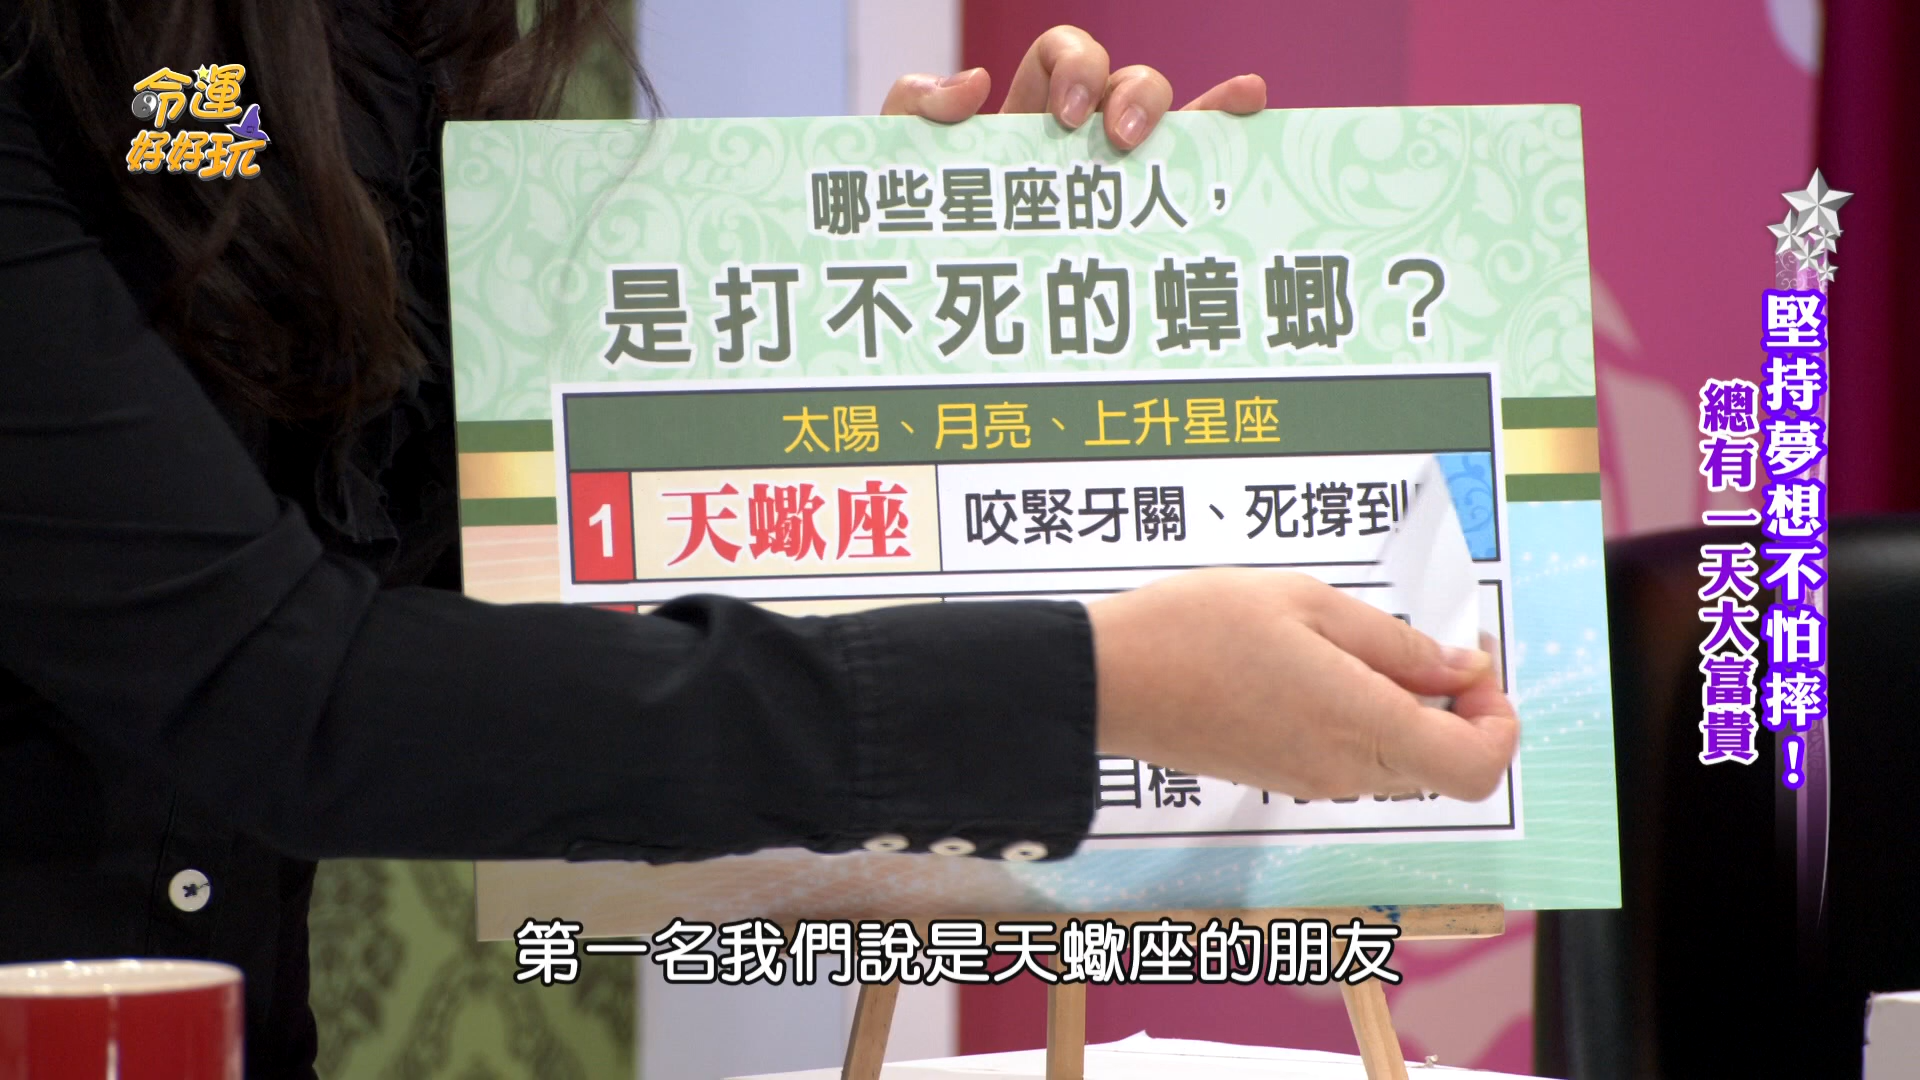 命運
好好玩
哪些星座的人，
是打不死的蟑螂？
太陽、月亮、上升星座
1 天蠍座 咬緊牙關、死撐到
目標、
堅持夢想不怕摔！
總有一天大富貴
第一名我們說是天蠍座的朋友